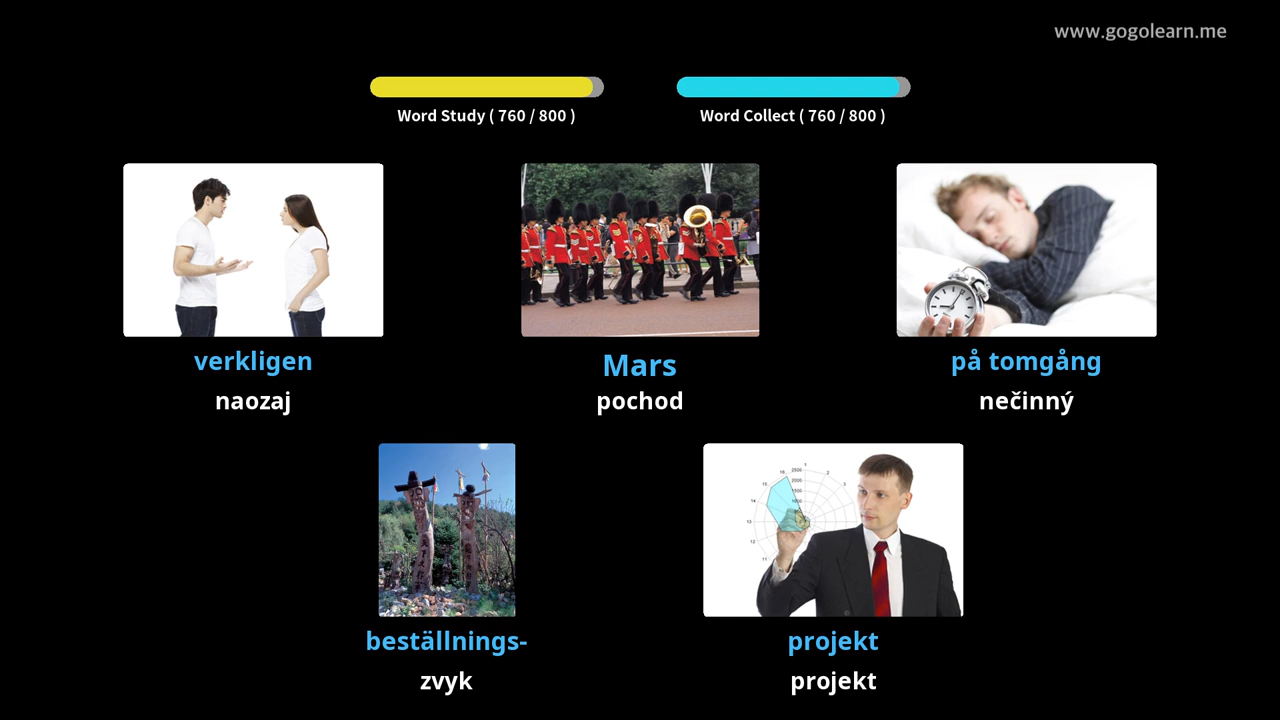 www.gogolearn.me
Word Study ( 760 / 800 )
Word Collect ( 760 / 800 )
verkligen
naozaj
Mars
pochod
på tomgång
nečinný
beställnings-
zvyk
projekt
projekt